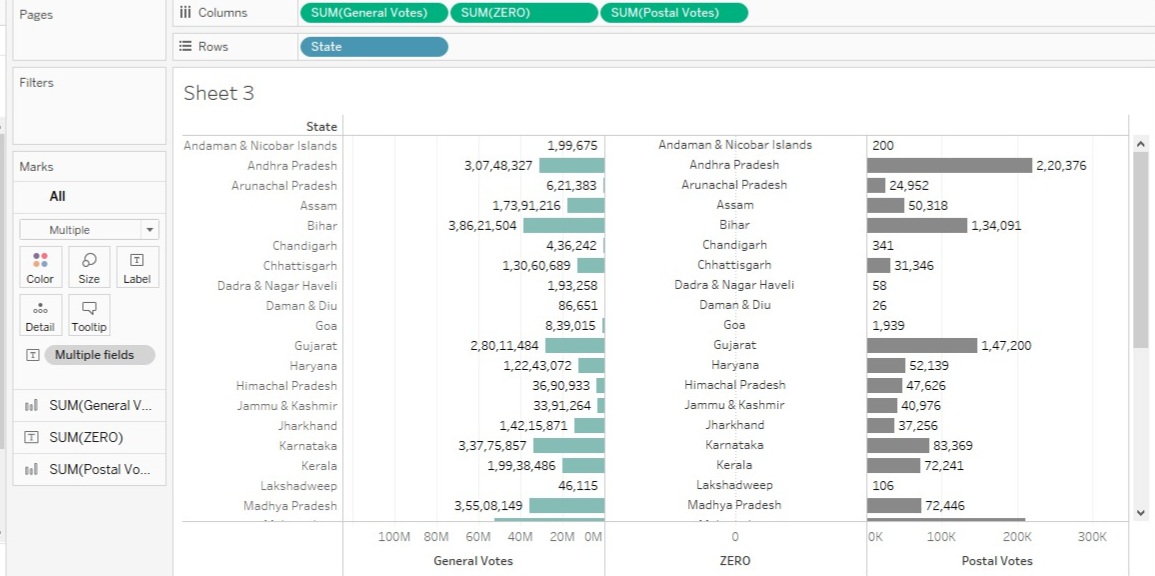 Pages
Columns SUM(General Votes) SUM(ZERO) SUM(Postal Votes)
Rows State
Filters
Sheet 3
Marks
All
Multiple
Color Size Label
Detail Tooltip
Multiple fields
SUM(General V...
SUM(ZERO)
SUM(Postal Vo...
State
Andaman & Nicobar Islands 1,99,675 Andaman & Nicobar Islands 200
Andhra Pradesh 3,07,48,327 Andhra Pradesh 2,20,376
Arunachal Pradesh 6,21,383 Arunachal Pradesh 24,952
Assam 1,73,91,216 Assam 50,318
Bihar 3,86,21,504 Bihar 1,34,091
Chandigarh 4,36,242 Chandigarh 341
Chhattisgarh 1,30,60,689 Chhattisgarh 31,346
Dadra & Nagar Haveli 1,93,258 Dadra & Nagar Haveli 58
Daman & Diu 86,651 Daman & Diu 26
Goa 8,39,015 Goa 1,939
Gujarat 2,80,11,484 Gujarat 1,47,200
Haryana 1,22,43,072 Haryana 52,139
Himachal Pradesh 36,90,933 Himachal Pradesh 47,626
Jammu & Kashmir 33,91,264 Jammu & Kashmir 40,976
Jharkhand 1,42,15,871 Jharkhand 37,256
Karnataka 3,37,75,857 Karnataka 83,369
Kerala 1,99,38,486 Kerala 72,241
Lakshadweep 46,115 Lakshadweep 106
Madhya Pradesh 3,55,08,149 Madhya Pradesh 72,446
100M 80M 60M 40M 20M 0M 0 0K 100K 200K 300K
General Votes ZERO Postal Votes